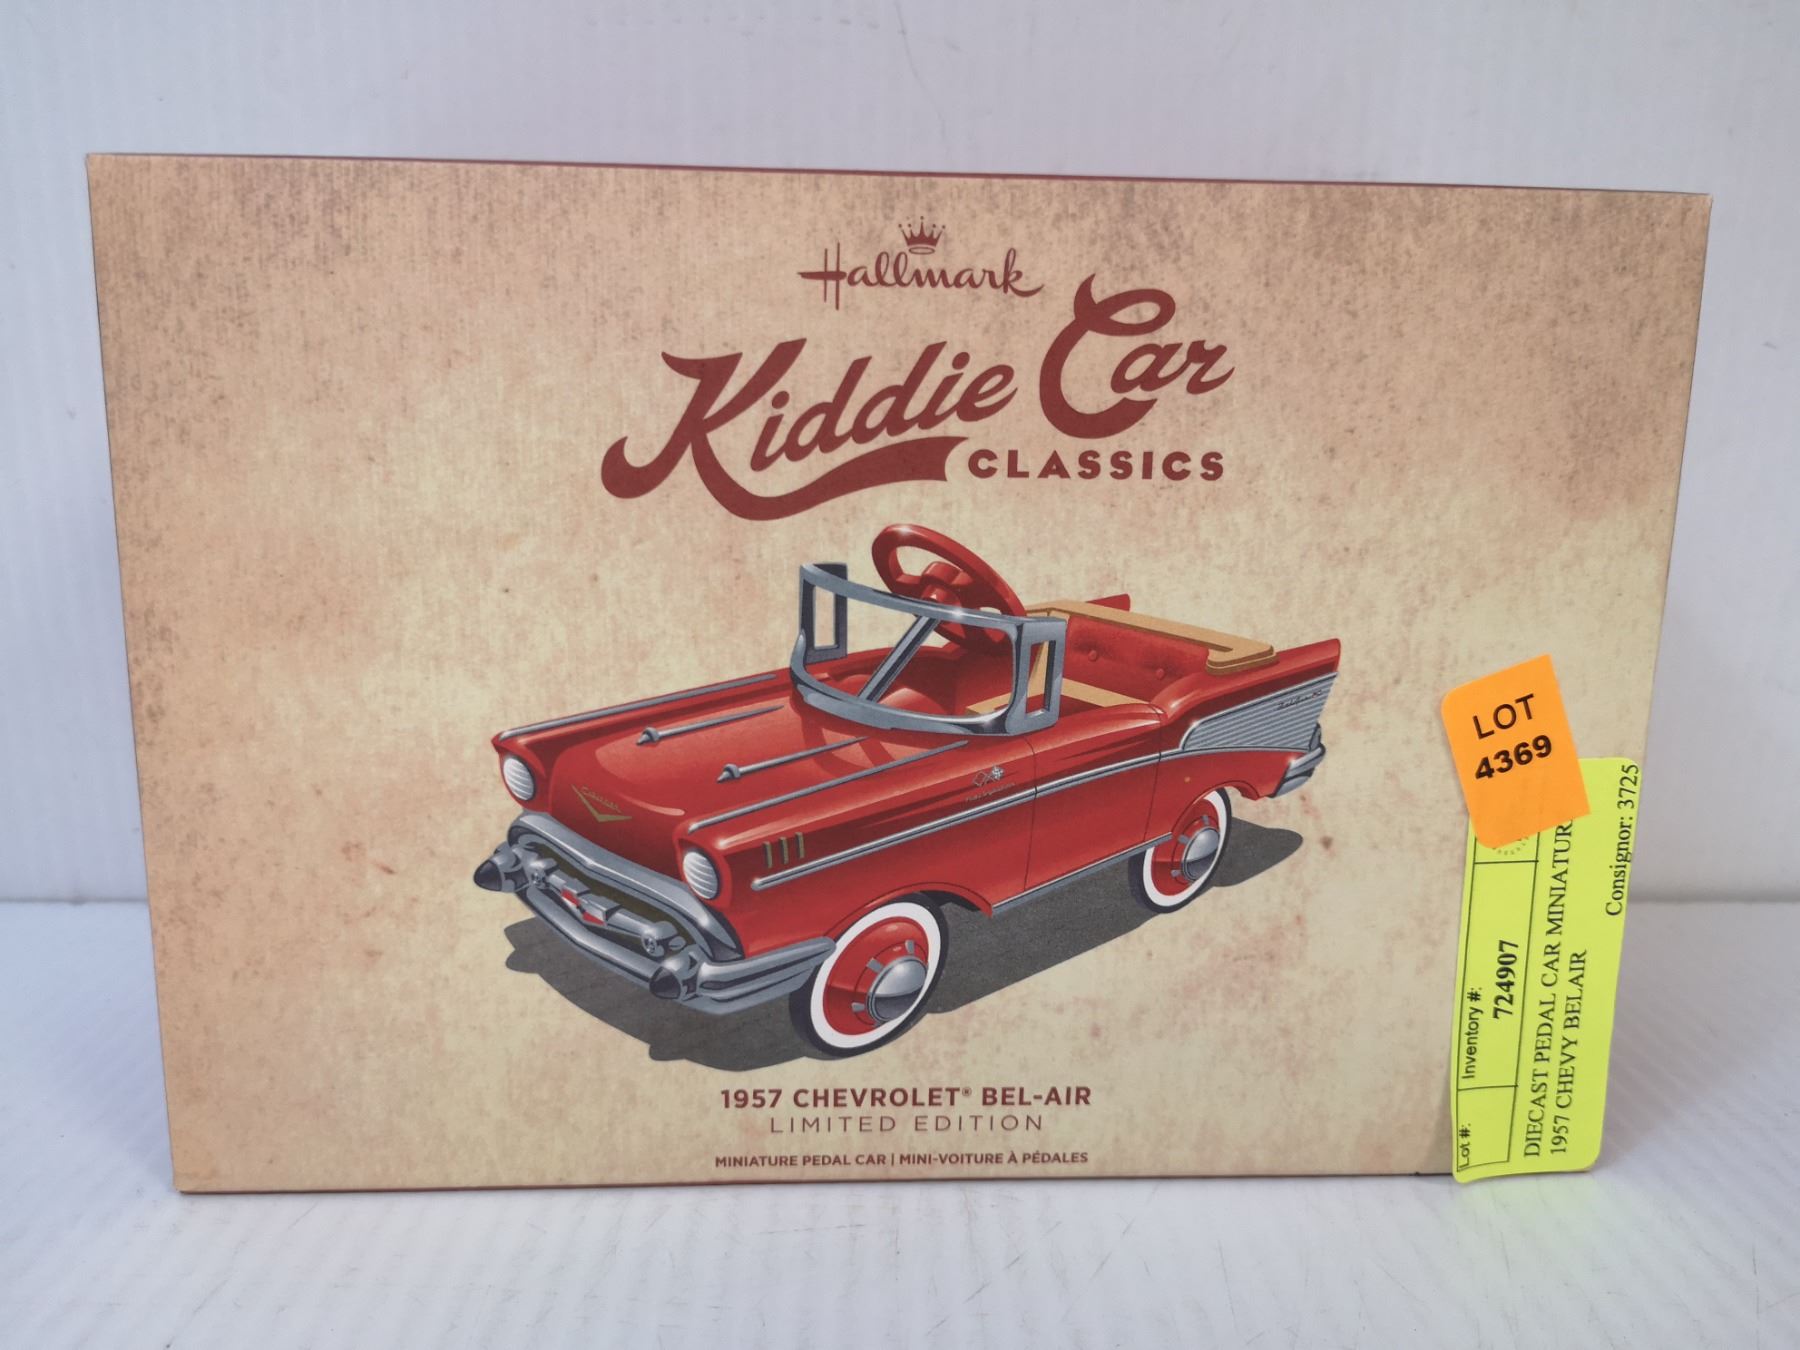 Hallmark
Kiddie Car
CLASSICS
1957 CHEVROLET® BEL-AIR
LIMITED EDITION
MINIATURE PEDAL CAR | MINI-VOITURE À PÉDALES
LOT
4369
Lot #:
Inventory #:
724907
DIECAST PEDAL CAR MINIATUR
1957 CHEVY BELAIR
Consignor: 3725